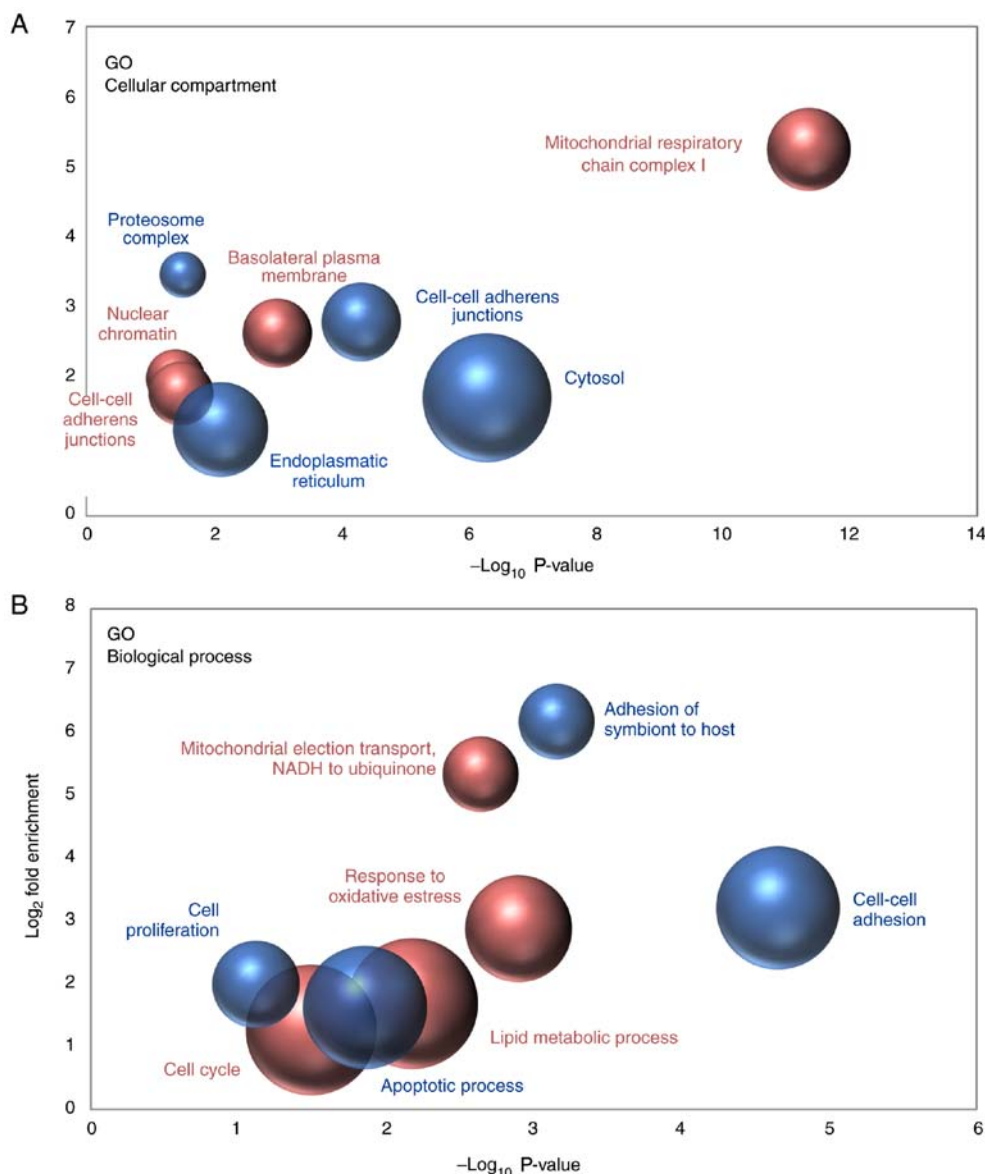 A
GO
Cellular compartment
7
6
5
4
3
2
0
Mitochondrial respiratory
chain complex I
Proteosome
complex
Basolateral plasma
membrane
Cell-cell adherens
junctions
Nuclear
chromatin
Cytosol
Cell-cell
adherens
junctions
Endoplasmatic
reticulum
0 2 4 6 8 10 12 14
–Log10 P-value
B
GO
Biological process
8
7
6
5
4
3
2
1
0
Log2 fold enrichment
Adhesion of
symbiont to host
Mitochondrial election transport,
NADH to ubiquinone
Response to
oxidative estress
Cell-cell
adhesion
Cell
proliferation
Lipid metabolic process
Cell cycle
Apoptotic process
0 1 2 3 4 5 6
–Log10 P-value